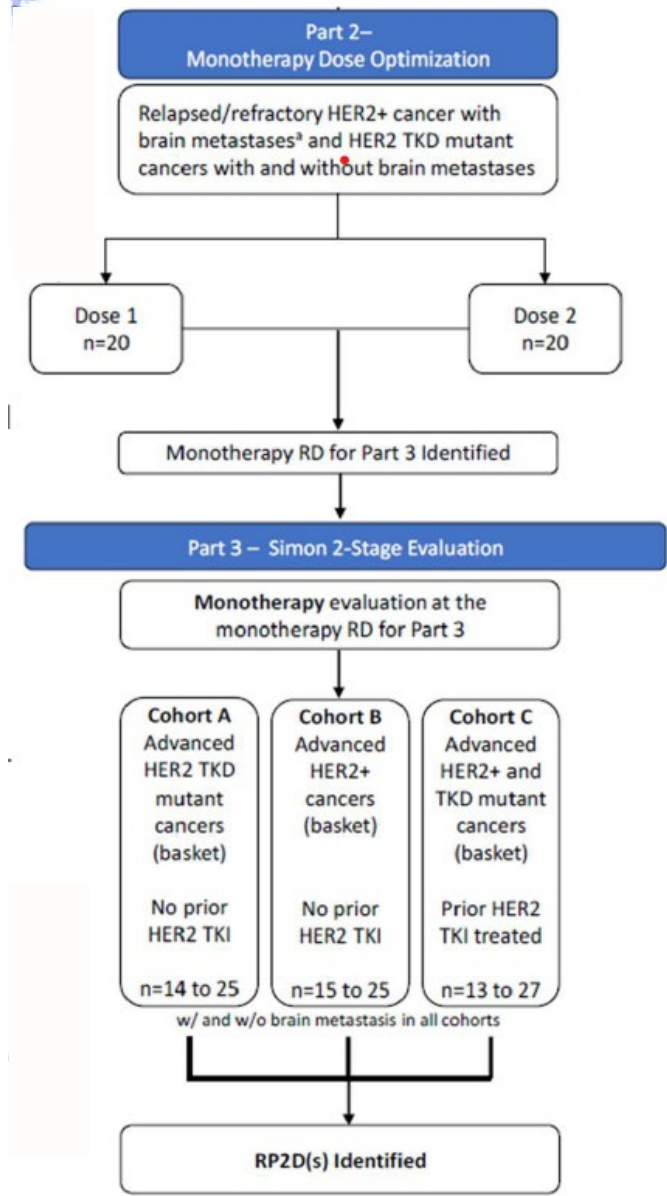 Part 2–
Monotherapy Dose Optimization
Relapsed/refractory HER2+ cancer with
brain metastasesᵃ and HER2 TKD mutant
cancers with and without brain metastases
Dose 1
n=20
Dose 2
n=20
Monotherapy RD for Part 3 Identified
Part 3 – Simon 2-Stage Evaluation
Monotherapy evaluation at the
monotherapy RD for Part 3
Cohort A
Advanced
HER2 TKD
mutant
cancers
(basket)
No prior
HER2 TKI
n=14 to 25
Cohort B
Advanced
HER2+
cancers
(basket)
No prior
HER2 TKI
n=15 to 25
Cohort C
Advanced
HER2+ and
TKD mutant
cancers
(basket)
Prior HER2
TKI treated
n=13 to 27
w/ and w/o brain metastasis in all cohorts
RP2D(s) Identified